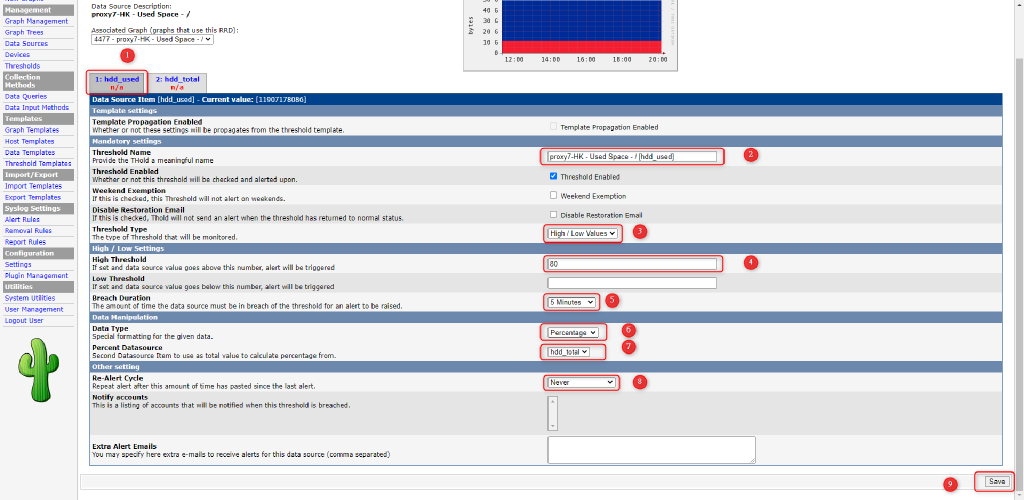 Management
Graph Management
Graph Trees
Data Sources
Devices
Thresholds
Collection
Methods
Data Queries
Data Input Methods
Templates
Graph Templates
Host Templates
Data Templates
Threshold Templates
Import/Export
Import Templates
Export Templates
Syslog Settings
Alert Rules
Removal Rules
Report Rules
Configuration
Settings
Plugin Management
Utilities
System Utilities
User Management
Logout User
Data Source Description:
proxy7-HK - Used Space - /
Associated Graph (graphs that use this RRD):
4477 - proxy7-HK - Used Space - /
1
bytes
40 G
30 G
20 G
10 G
0
12:00 14:00 16:00 18:00 20:00
1: hdd_used
n/a
2: hdd_total
n/a
Data Source Item [hdd_used] - Current value: [11907178086]
Template settings
Template Propagation Enabled
Whether or not these settings will be propagates from the threshold template.
Template Propagation Enabled
Mandatory settings
Threshold Name
Provide the THold a meaningful name
proxy7-HK - Used Space - / [hdd_used]
2
Threshold Enabled
Whether or not this threshold will be checked and alerted upon.
Threshold Enabled
Weekend Exemption
If this is checked, this Threshold will not alert on weekends.
Weekend Exemption
Disable Restoration Email
If this is checked, Thold will not send an alert when the threshold has returned to normal status.
Disable Restoration Email
Threshold Type
The type of Threshold that will be monitored.
High / Low Values
3
High / Low Settings
High Threshold
If set and data source value goes above this number, alert will be triggered
80
4
Low Threshold
If set and data source value goes below this number, alert will be triggered
Breach Duration
The amount of time the data source must be in breach of the threshold for an alert to be raised.
5 Minutes
5
Data Manipulation
Data Type
Special formatting for the given data.
Percentage
6
Percent Datasource
Second Datasource Item to use as total value to calculate percentage from.
hdd_total
7
Other setting
Re-Alert Cycle
Repeat alert after this amount of time has pasted since the last alert.
Never
8
Notify accounts
This is a listing of accounts that will be notified when this threshold is breached.
Extra Alert Emails
You may specify here extra e-mails to receive alerts for this data source (comma separated)
9
Save